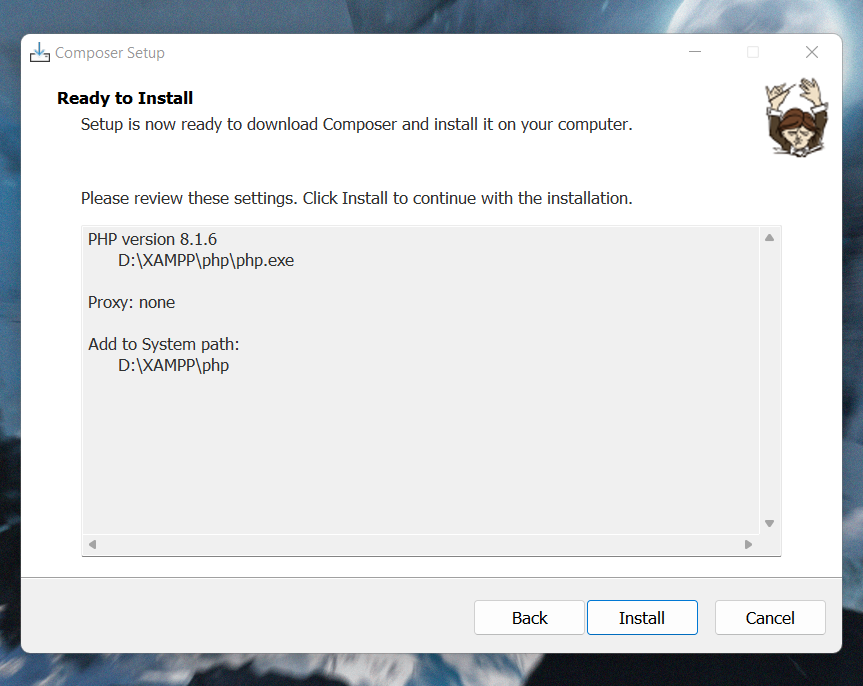 Composer Setup
Ready to Install
Setup is now ready to download Composer and install it on your computer.
Please review these settings. Click Install to continue with the installation.
PHP version 8.1.6
D:\XAMPP\php\php.exe
Proxy: none
Add to System path:
D:\XAMPP\php
Back
Install
Cancel